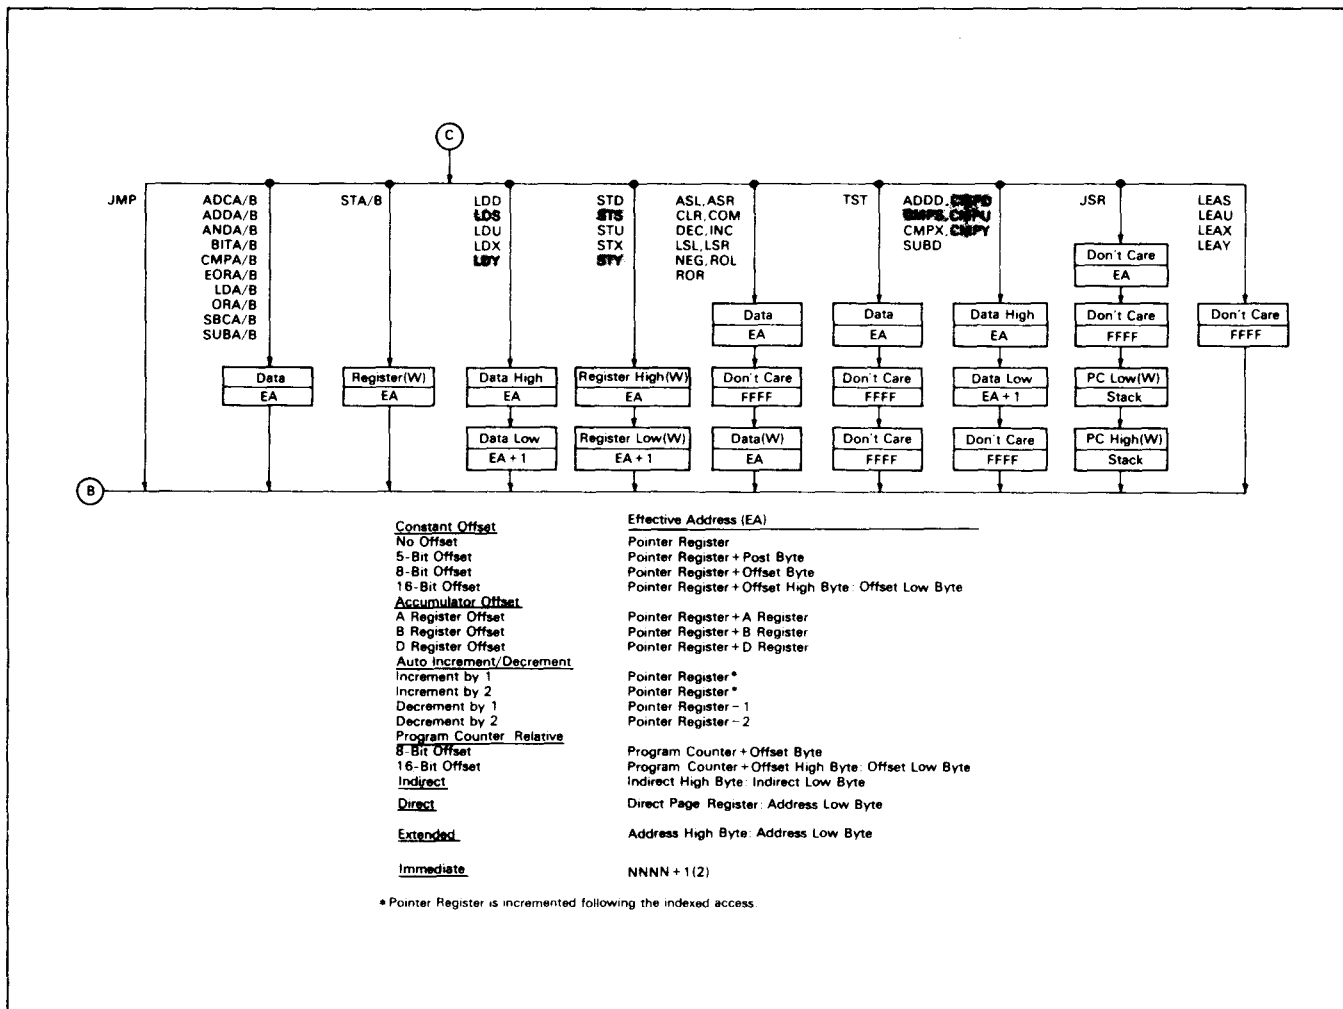 C
JMP
ADCA/B
ADDA/B
ANDA/B
BITA/B
CMPA/B
EORA/B
LDA/B
ORA/B
SBCA/B
SUBA/B
STA/B
LDD
LDS
LDU
LDX
LDY
STD
STS
STU
STX
STY
ASL, ASR
CLR, COM
DEC, INC
LSL, LSR
NEG, ROL
ROR
TST
ADDD, CMPD
CMPS, CMPU
CMPX, CMPY
SUBD
JSR
LEAS
LEAU
LEAX
LEAY
Data
EA
Register(W)
EA
Data High
EA
Data Low
EA + 1
Register High(W)
EA
Register Low(W)
EA + 1
Data
EA
Don't Care
FFFF
Data(W)
EA
Data
EA
Don't Care
FFFF
Don't Care
FFFF
Data High
EA
Data Low
EA + 1
Don't Care
FFFF
Don't Care
EA
Don't Care
FFFF
PC Low(W)
Stack
PC High(W)
Stack
Don't Care
FFFF
B
Constant Offset Effective Address (EA)
No Offset Pointer Register
5-Bit Offset Pointer Register + Post Byte
8-Bit Offset Pointer Register + Offset Byte
16-Bit Offset Pointer Register + Offset High Byte: Offset Low Byte
Accumulator Offset
A Register Offset Pointer Register + A Register
B Register Offset Pointer Register + B Register
D Register Offset Pointer Register + D Register
Auto Increment/Decrement
Increment by 1 Pointer Register*
Increment by 2 Pointer Register*
Decrement by 1 Pointer Register - 1
Decrement by 2 Pointer Register - 2
Program Counter Relative
8-Bit Offset Program Counter + Offset Byte
16-Bit Offset Program Counter + Offset High Byte: Offset Low Byte
Indirect Indirect High Byte: Indirect Low Byte
Direct Direct Page Register: Address Low Byte
Extended Address High Byte: Address Low Byte
Immediate NNNN + 1(2)
* Pointer Register is incremented following the indexed access.